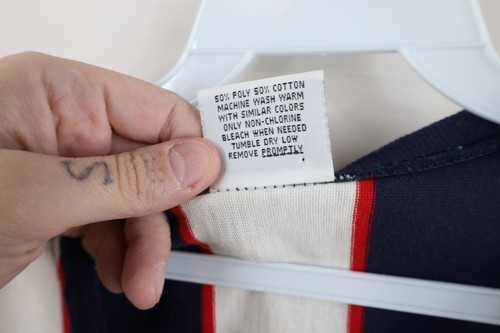 50% POLY 50% COTTON
MACHINE WASH WARM
WITH SIMILAR COLORS
ONLY NON-CHLORINE
BLEACH WHEN NEEDED
TUMBLE DRY LOW
REMOVE PROMPTLY
S